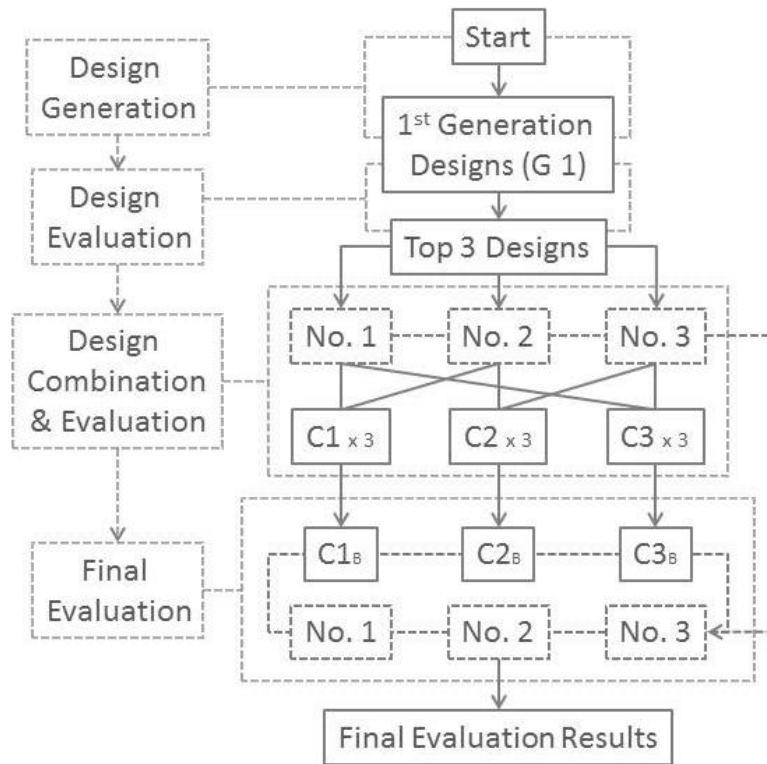 Start
Design
Generation
1st Generation
Designs (G 1)
Design
Evaluation
Top 3 Designs
No. 1
No. 2
No. 3
Design
Combination
& Evaluation
C1 x 3
C2 x 3
C3 x 3
C1B
C2B
C3B
Final
Evaluation
No. 1
No. 2
No. 3
Final Evaluation Results